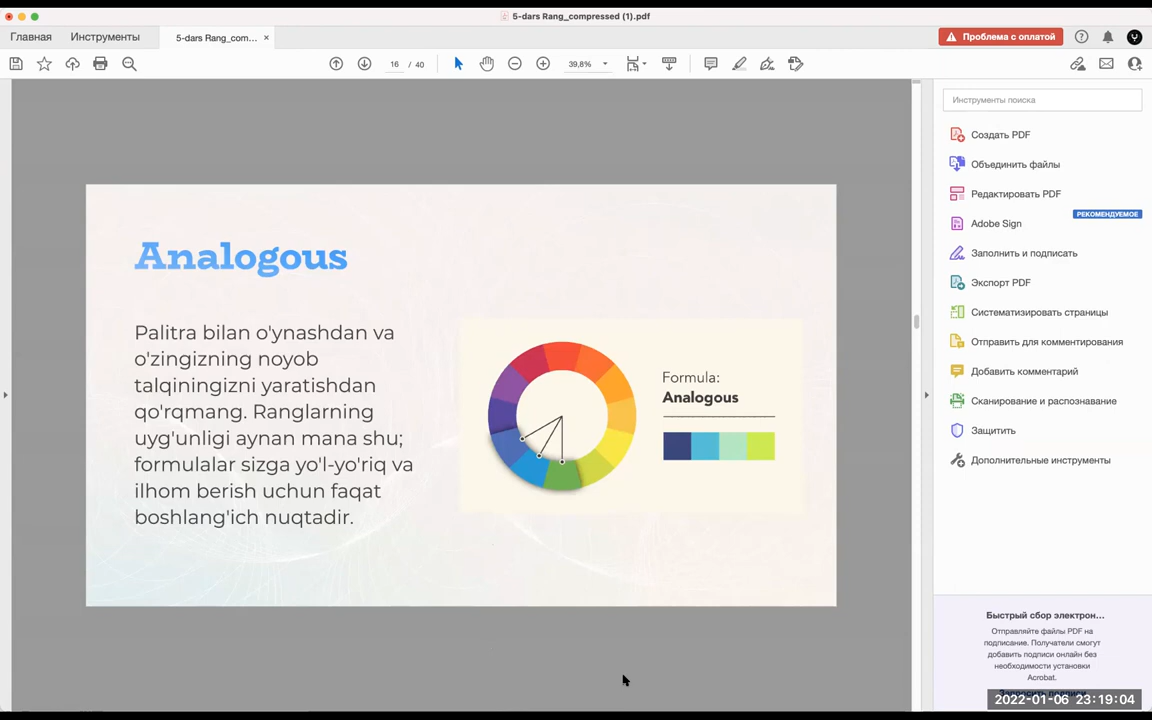 5-dars Rang_compressed (1).pdf
Главная
Инструменты
5-dars Rang_com... ×
Проблема с оплатой
16 / 40
39,8%
Инструменты поиска
Создать PDF
Объединить файлы
Редактировать PDF
РЕКОМЕНДУЕМОЕ
Adobe Sign
Заполнить и подписать
Экспорт PDF
Систематизировать страницы
Отправить для комментирования
Добавить комментарий
Сканирование и распознавание
Защитить
Дополнительные инструменты
Analogous
Palitra bilan o'ynashdan va
o'zingizning noyob
talqiningizni yaratishdan
qo'rqmang. Ranglarning
uyg'unligi aynan mana shu;
formulalar sizga yo'l-yo'riq va
ilhom berish uchun faqat
boshlang'ich nuqtadir.
Formula:
Analogous
Быстрый сбор электрон...
Отправляйте файлы PDF на
подписание. Получатели смогут
добавить подписи онлайн без
необходимости установки
Acrobat.
Запросить подписи
2022-01-06 23:19:04